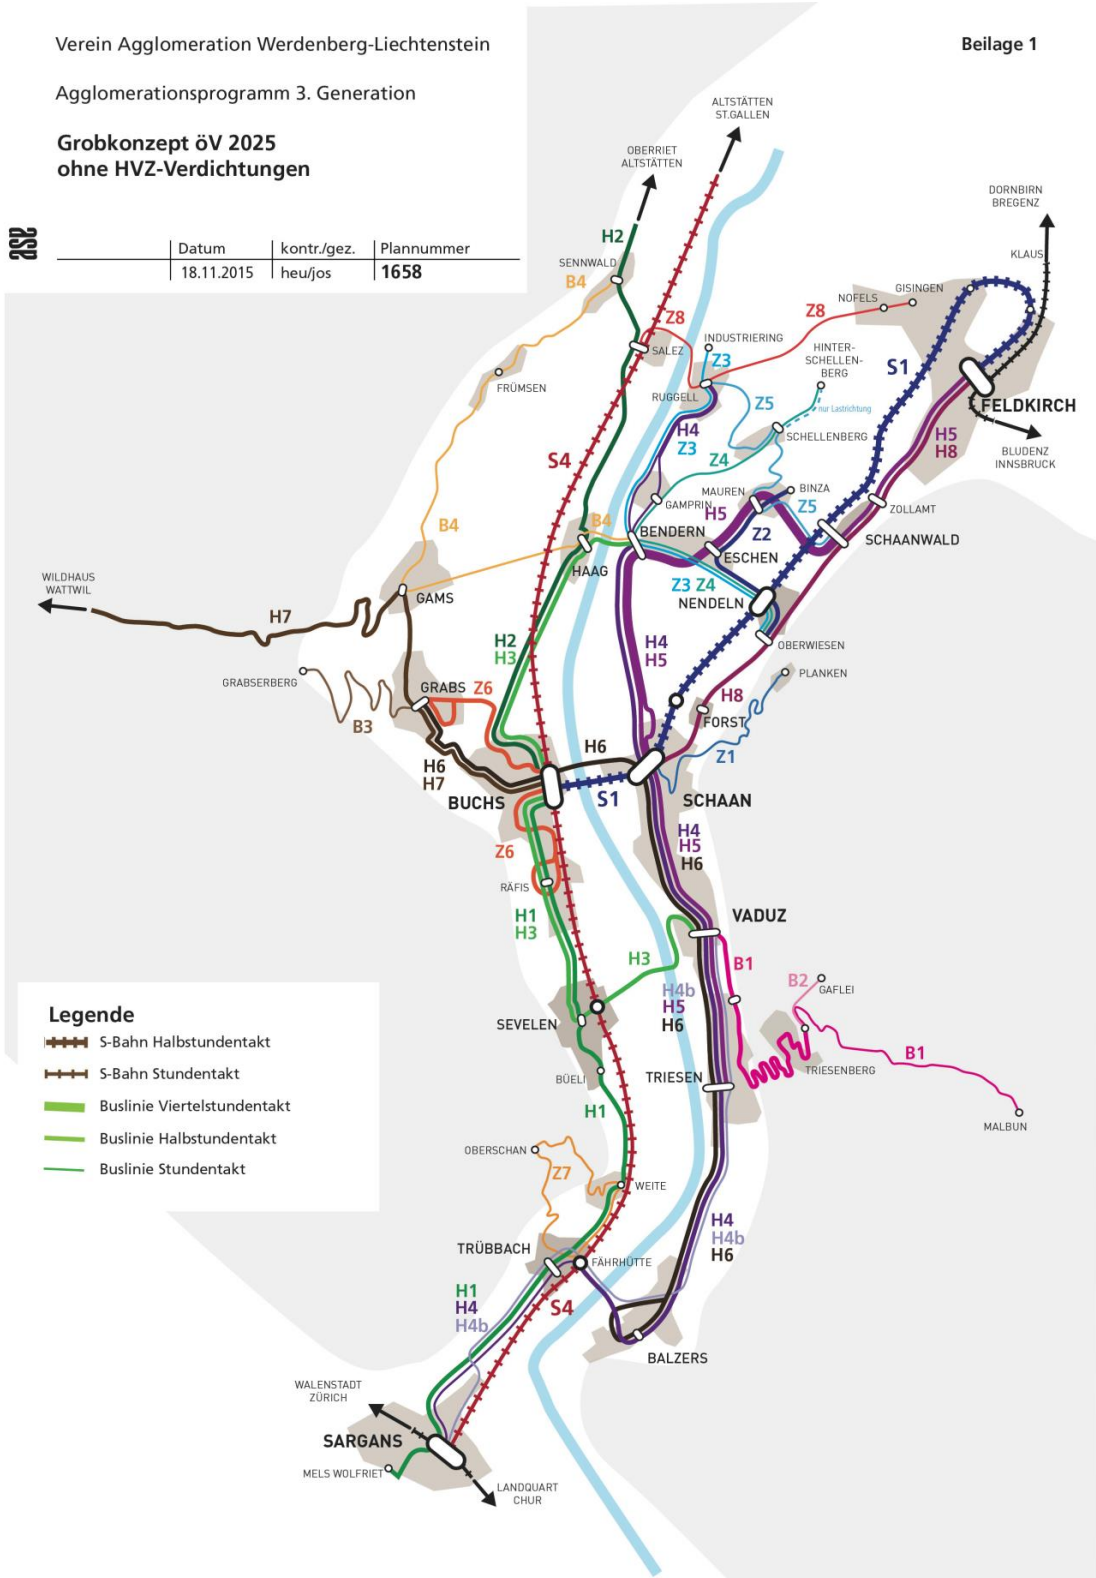 Verein Agglomeration Werdenberg-Liechtenstein
Beilage 1
Agglomerationsprogramm 3. Generation
Grobkonzept öV 2025
ohne HVZ-Verdichtungen
asa
Datum
kontr./gez.
Plannummer
18.11.2015
heu/jos
1658
ALTSTÄTTEN
ST.GALLEN
OBERRIET
ALTSTÄTTEN
DORNBIRN
BREGENZ
H2
SENNWALD
B4
KLAUS
GISINGEN
NOFELS
Z8
Z8
INDUSTRIERING
SALEZ
Z3
HINTER-
SCHELLEN-
BERG
S1
FRÜMSEN
RUGGELL
Z5
nur Lastrichtung
FELDKIRCH
H4
Z3
SCHELLENBERG
H5
H8
BLUDENZ
INNSBRUCK
S4
Z4
MAUREN
BINZA
GAMPRIN
H5
Z5
ZOLLAMT
B4
B4
BENDERN
Z2
SCHAANWALD
ESCHEN
HAAG
WILDHAUS
WATTWIL
Z3 Z4
NENDELN
GAMS
H7
H2
H3
H4
H5
OBERWIESEN
PLANKEN
GRABSERBERG
GRABS
Z6
H8
B3
FORST
H6
Z1
H6
H7
BUCHS
S1
SCHAAN
H4
H5
H6
Z6
RÄFIS
H1
H3
VADUZ
H3
B1
B2
GAFLEI
H4b
H5
H6
Legende
S-Bahn Halbstundentakt
S-Bahn Stundentakt
Buslinie Viertelstundentakt
Buslinie Halbstundentakt
Buslinie Stundentakt
SEVELEN
B1
TRIESENBERG
BÜELI
TRIESEN
H1
MALBUN
OBERSCHAN
Z7
WEITE
H4
H4b
H6
TRÜBBACH
FÄHRHÜTTE
H1
H4
H4b
S4
BALZERS
WALENSTADT
ZÜRICH
SARGANS
MELS WOLFRIET
LANDQUART
CHUR